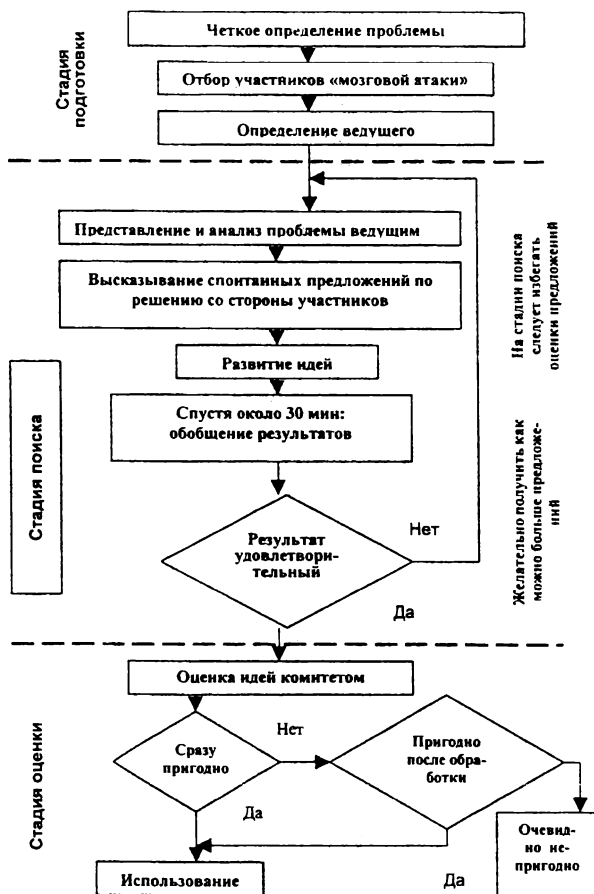 Стадия
подготовки
Четкое определение проблемы
Отбор участников «мозговой атаки»
Определение ведущего
Представление и анализ проблемы ведущим
Высказывание спонтанных предложений по
решению со стороны участников
Развитие идей
Спустя около 30 мин:
обобщение результатов
Стадия поиска
Результат
удовлетвори-
тельный
Нет
Да
На стадии поиска
следует избегать
оценки предложений
Желательно получить как
можно больше предложе-
ний
Стадия оценки
Оценка идей комитетом
Сразу
пригодно
Нет
Да
Пригодно
после обра-
ботки
Да
Очевид-
но не-
пригодно
Использование